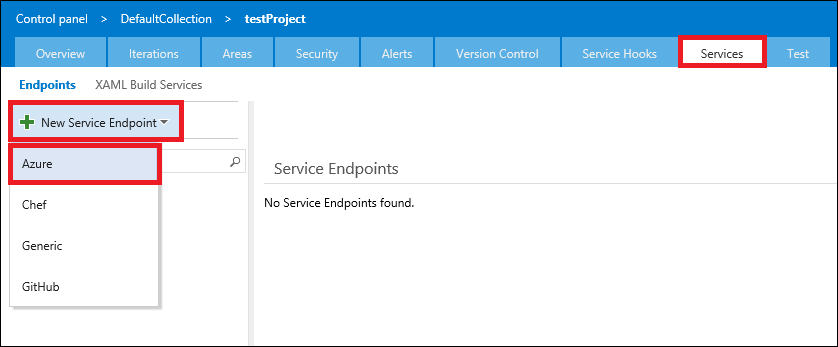 Control panel > DefaultCollection > testProject
Overview Iterations Areas Security Alerts Version Control Service Hooks Services Test
Endpoints XAML Build Services
New Service Endpoint
Azure
Chef
Generic
GitHub
Service Endpoints
No Service Endpoints found.